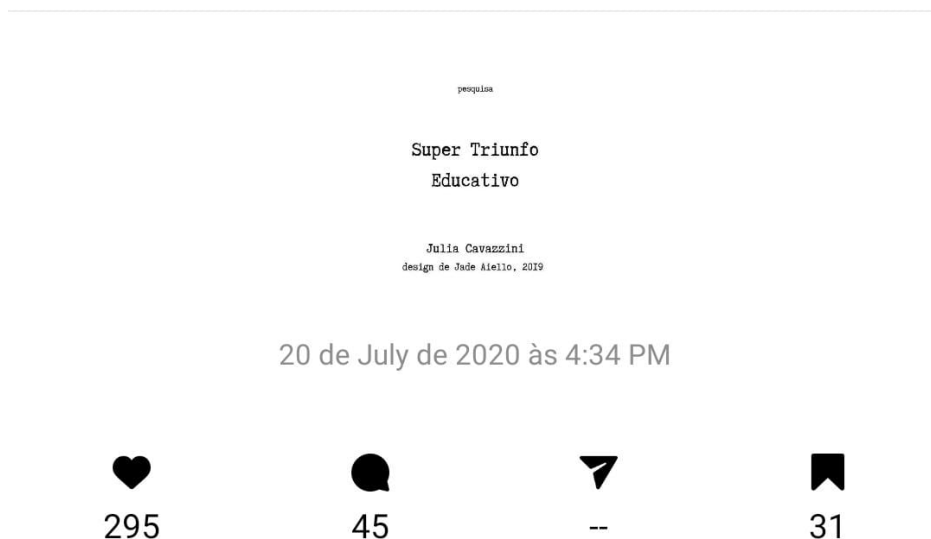 pesquisa
Super Triunfo
Educativo
Julia Cavazzini
design de Jade Aiello, 2019
20 de July de 2020 às 4:34 PM
295 45 -- 31